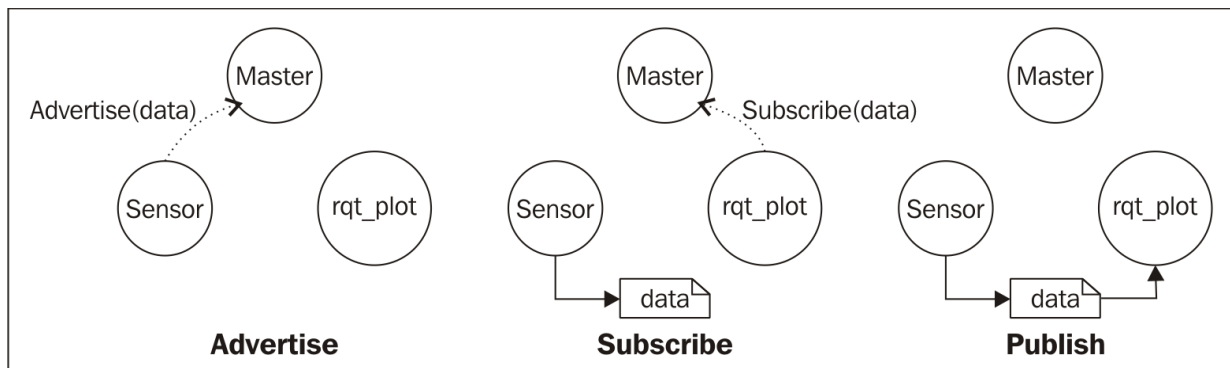 Master
Advertise(data)
Sensor
rqt_plot
Advertise
Master
Subscribe(data)
Sensor
rqt_plot
data
Subscribe
Master
Sensor
rqt_plot
data
Publish